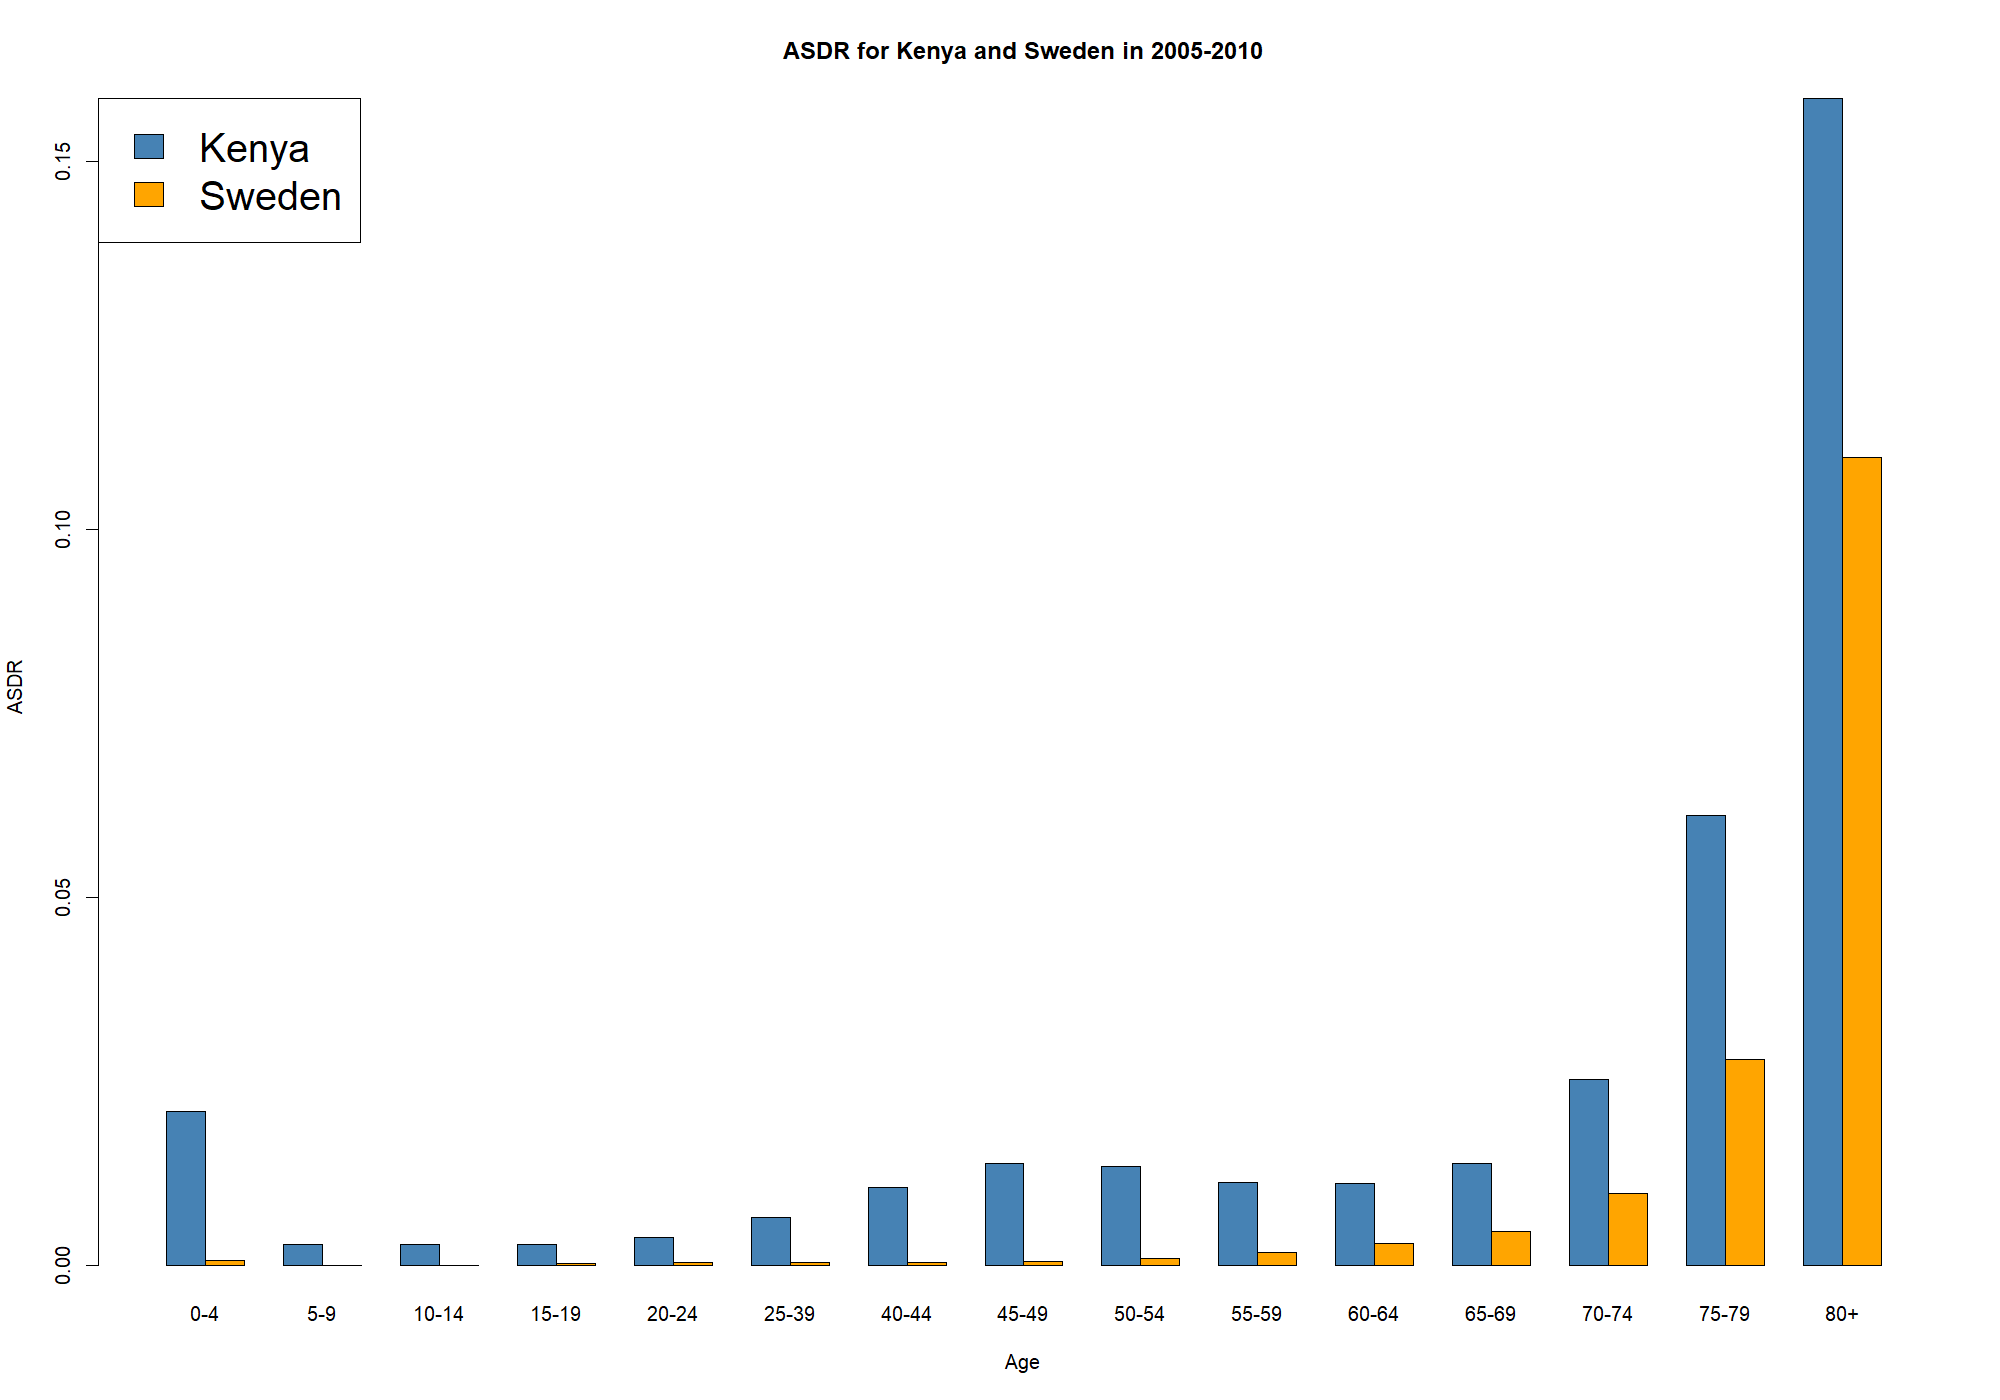 ASDR for Kenya and Sweden in 2005-2010
Kenya
Sweden
0.15
0.10
0.05
0.00
ASDR
0-4 5-9 10-14 15-19 20-24 25-39 40-44 45-49 50-54 55-59 60-64 65-69 70-74 75-79 80+
Age